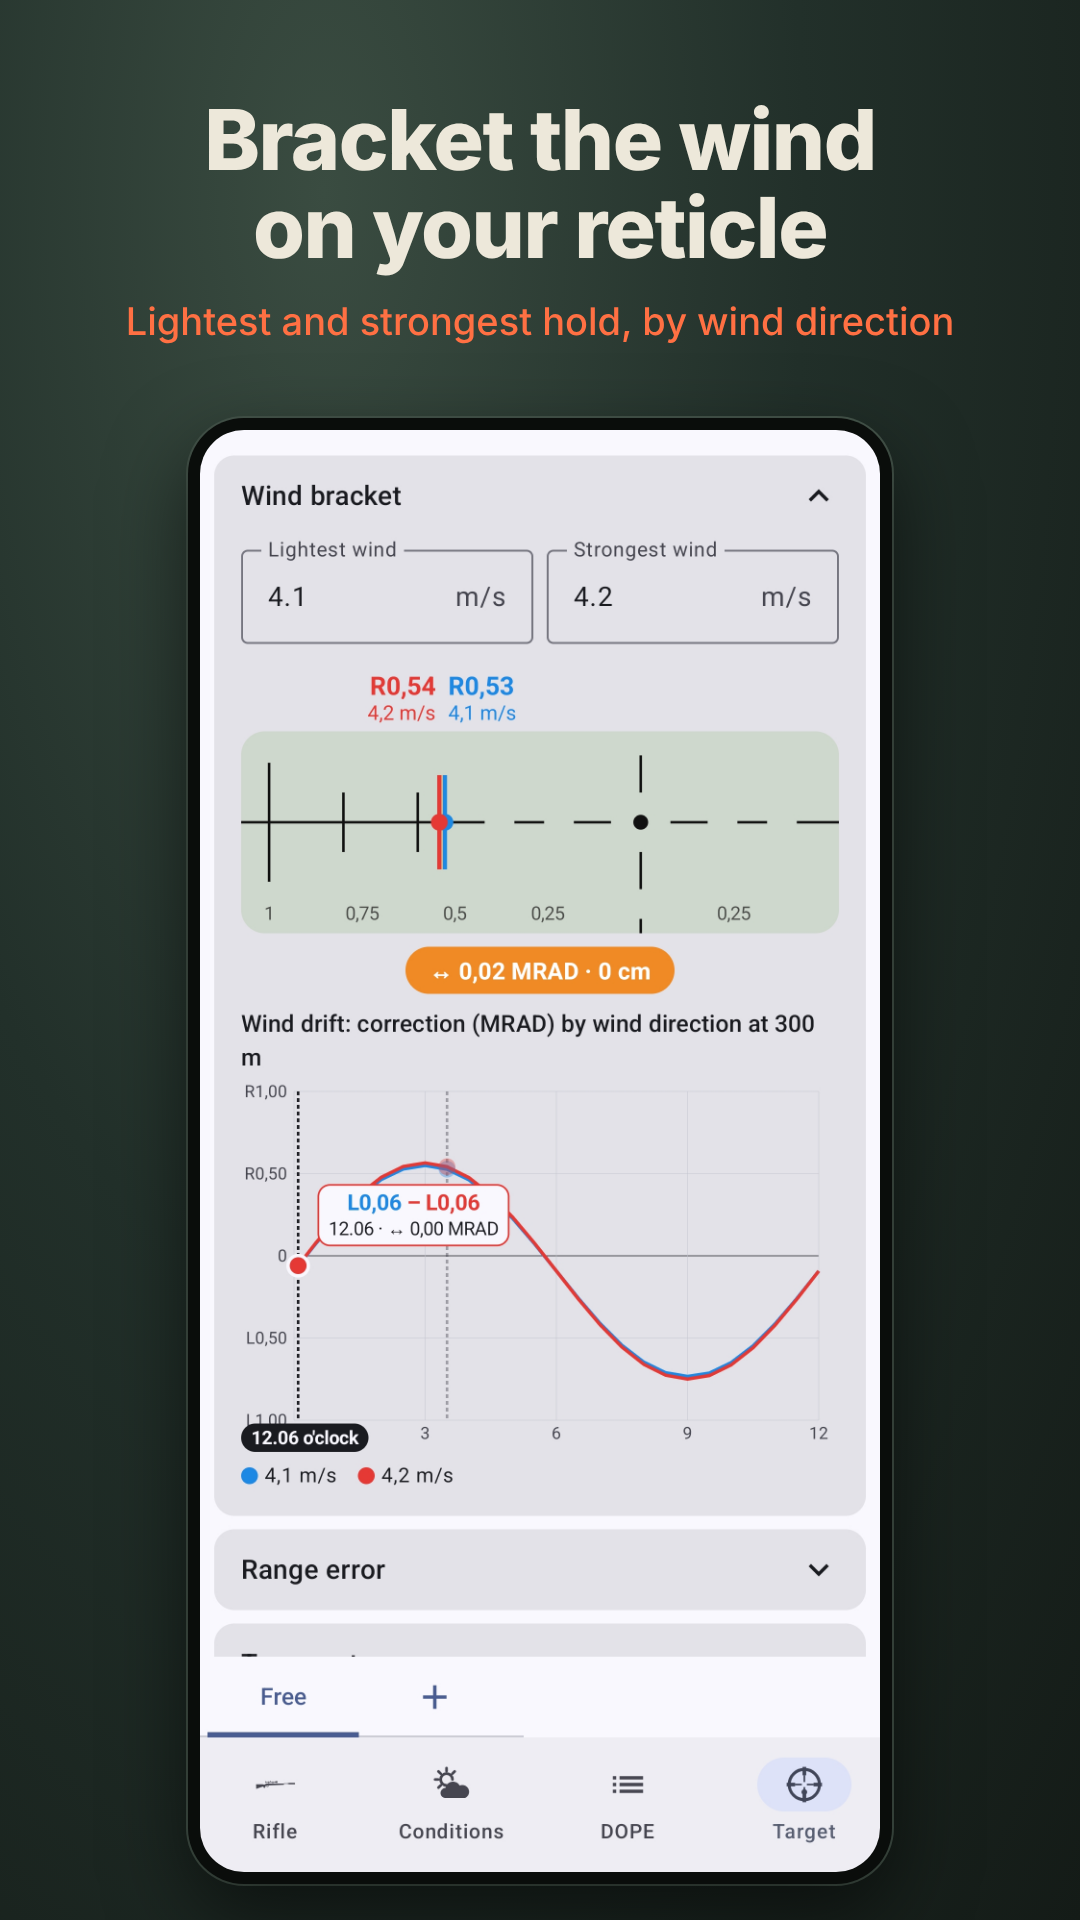 Bracket the wind
on your reticle
Lightest and strongest hold, by wind direction
Wind bracket
Lightest wind
Strongest wind
4.1 m/s
4.2 m/s
R0,54 R0,53
4,2 m/s 4,1 m/s
1 0,75 0,5 0,25 0,25
↔ 0,02 MRAD · 0 cm
Wind drift: correction (MRAD) by wind direction at 300
m
R1,00
R0,50
L0,06 – L0,06
12.06 · ↔ 0,00 MRAD
0
L0,50
L1,00
12.06 o'clock 3 6 9 12
4,1 m/s 4,2 m/s
Range error
Free +
Rifle Conditions DOPE Target